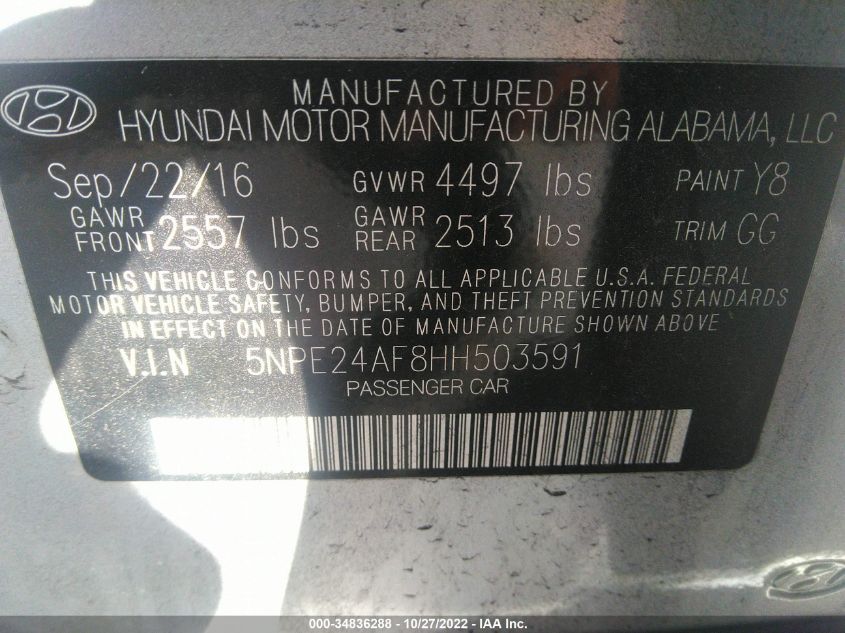 MANUFACTURED BY
HYUNDAI MOTOR MANUFACTURING ALABAMA, LLC
Sep/22/16 GVWR 4497 lbs PAINT Y8
GAWR FRONT 2557 lbs GAWR REAR 2513 lbs TRIM GG
THIS VEHICLE CONFORMS TO ALL APPLICABLE U.S.A. FEDERAL
MOTOR VEHICLE SAFETY, BUMPER, AND THEFT PREVENTION STANDARDS
IN EFFECT ON THE DATE OF MANUFACTURE SHOWN ABOVE
V.I.N 5NPE24AF8HH503591
PASSENGER CAR
000-34836288 - 10/27/2022 - IAA Inc.